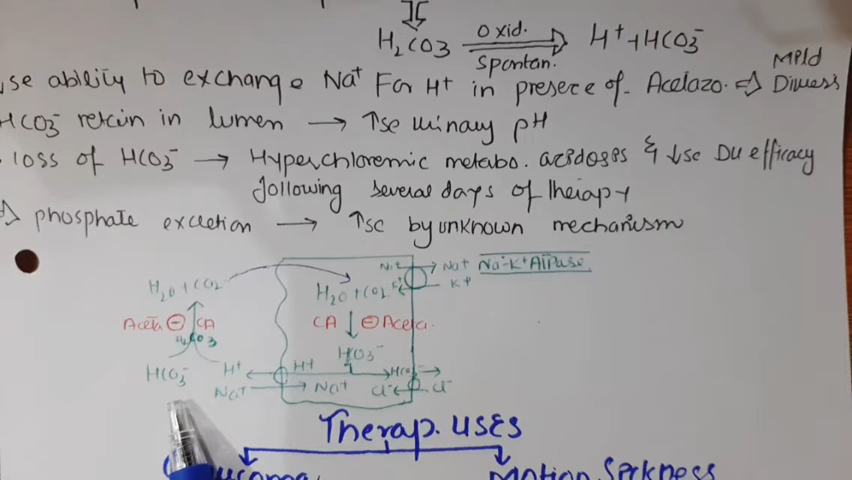 H₂CO₃ Oxid. Spontan. H⁺ + HCO₃⁻
↓se ability to exchange Na⁺ For H⁺ in presece of Acetazo. ⇒ Mild Diuress
HCO₃⁻ retain in lumen → ↑se urinary pH
loss of HCO₃⁻ → Hyperchloremic metabo. acidoses & ↓se Du efficacy
following several days of therapy
phosphate excretion → ↑se by unknown mechanism
H₂O + CO₂
H₂O + CO₂
Na⁺ Na⁺ Na⁺-K⁺ATPase
K⁺ K⁺
Aceta ⊖ CA
CA ↓ ⊖ Aceta.
H₂CO₃
HCO₃⁻
HCO₃⁻ H⁺ H⁺ HCO₃⁻
Na⁺ Na⁺ Cl⁻ Cl⁻
Therap. uses
Motion Sickness